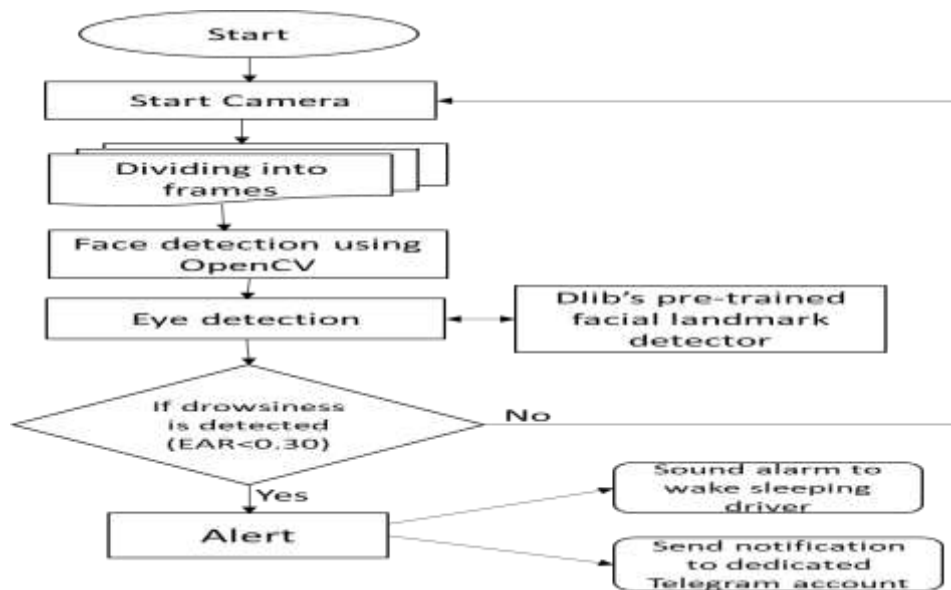 Start
Start Camera
Dividing into
frames
Face detection using
OpenCV
Eye detection
Dlib's pre-trained
facial landmark
detector
If drowsiness
is detected
(EAR<0.30)
No
Yes
Alert
Sound alarm to
wake sleeping
driver
Send notification
to dedicated
Telegram account